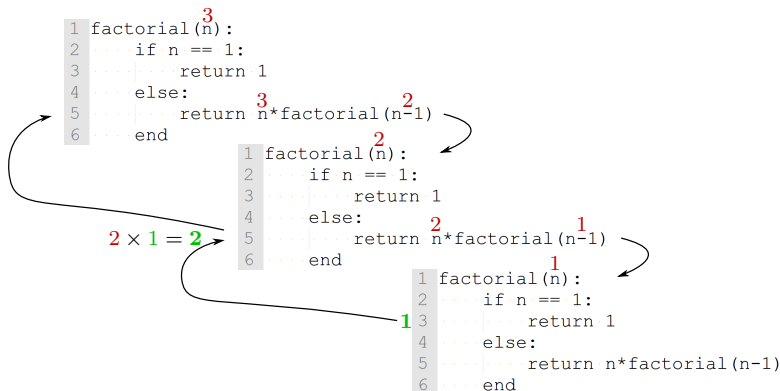 3
1 factorial(n):
2 if n == 1:
3 return 1
4 else:
3 2
5 return n*factorial(n-1)
6 end
2
1 factorial(n):
2 if n == 1:
3 return 1
4 else:
2 1
5 return n*factorial(n-1)
2 × 1 = 2
6 end
1
1 factorial(n):
2 if n == 1:
1 3 return 1
4 else:
5 return n*factorial(n-1)
6 end